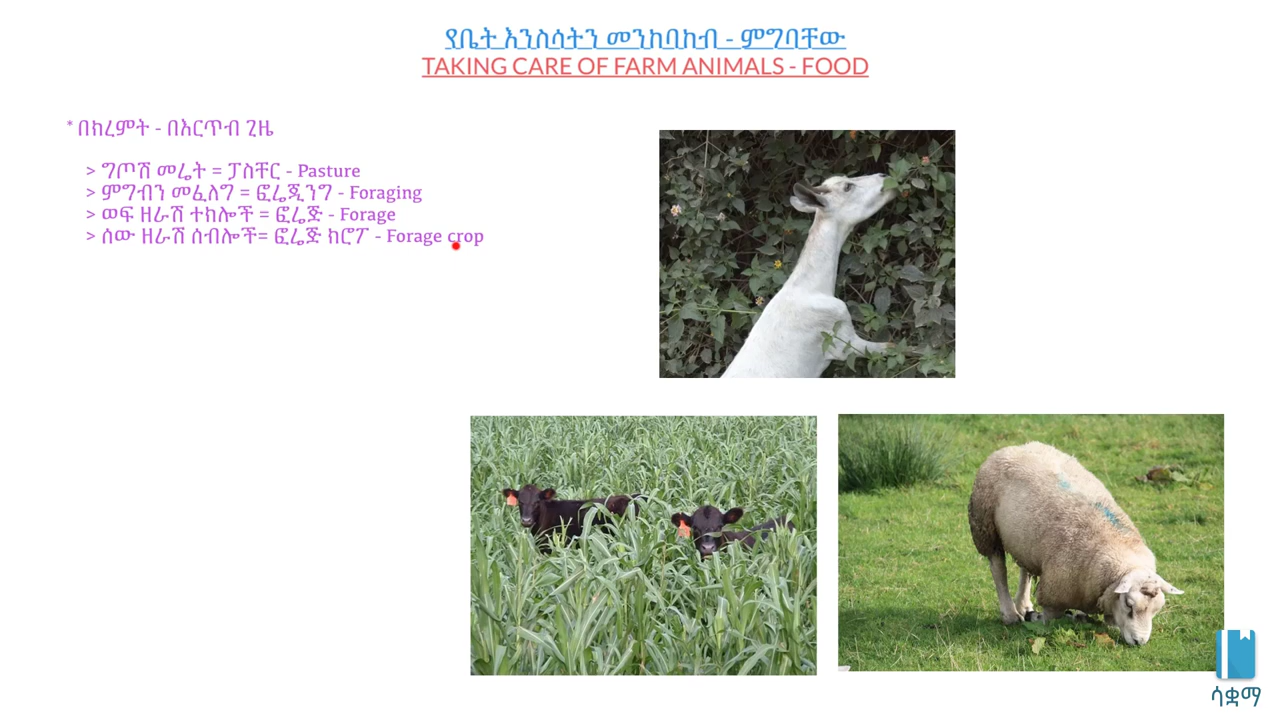 የቤት እንስሳትን መንከባከብ - ምግባቸው
TAKING CARE OF FARM ANIMALS - FOOD
* በክረምት - በእርጥብ ጊዜ
> ግጦሽ መሬት = ፓስቸር - Pasture
> ምግብን መፈለግ = ፎሬጂንግ - Foraging
> ወፍ ዘራሽ ተክሎች = ፎሬጅ - Forage
> ሰው ዘራሽ ሰብሎች= ፎሬጅ ክሮፖ - Forage crop
ሳቋማ